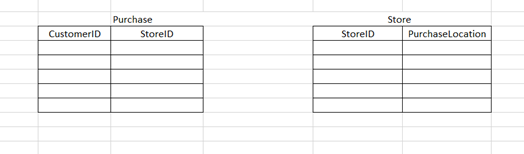 Purchase
Store
CustomerID StoreID
StoreID PurchaseLocation